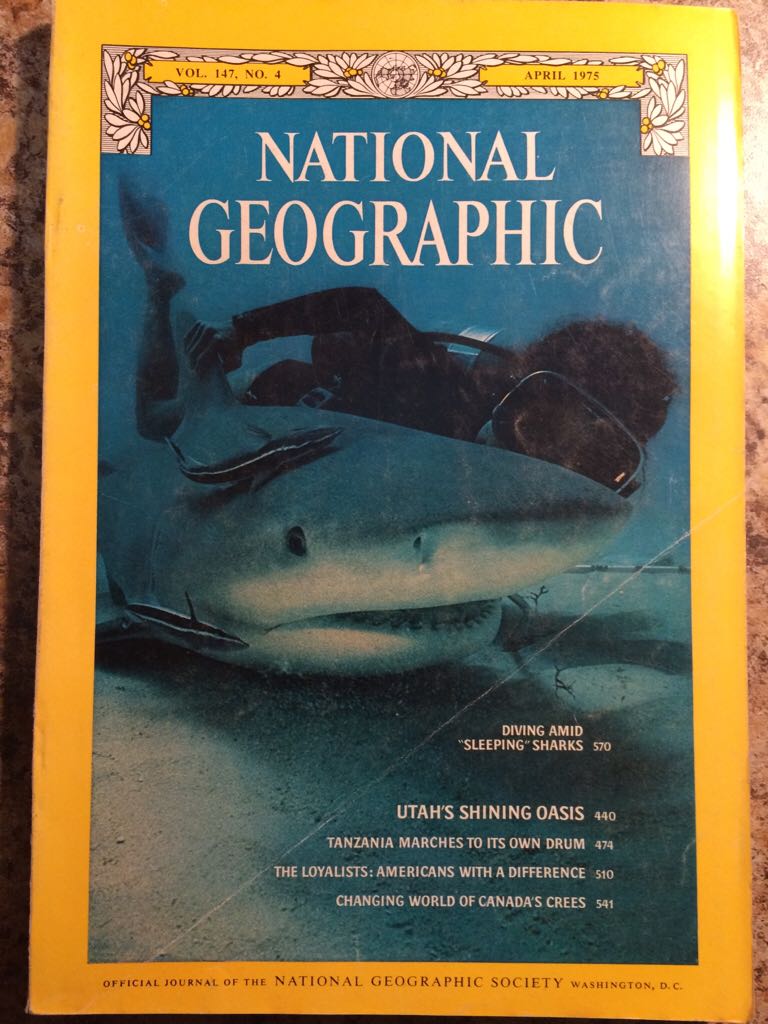 VOL. 147, NO. 4
APRIL 1975
NATIONAL
GEOGRAPHIC
DIVING AMID
"SLEEPING" SHARKS 570
UTAH'S SHINING OASIS 440
TANZANIA MARCHES TO ITS OWN DRUM 474
THE LOYALISTS: AMERICANS WITH A DIFFERENCE 510
CHANGING WORLD OF CANADA'S CREES 541
OFFICIAL JOURNAL OF THE NATIONAL GEOGRAPHIC SOCIETY WASHINGTON, D.C.